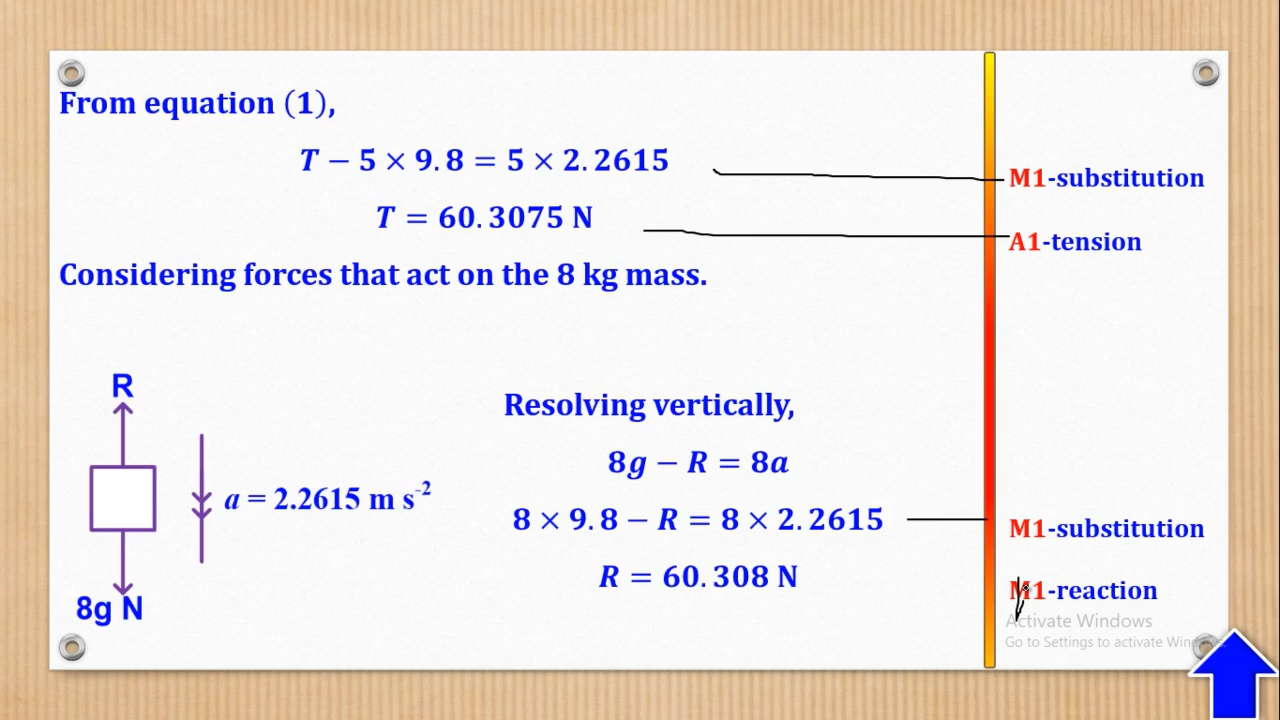 From equation (1),
T − 5 × 9.8 = 5 × 2.2615
M1-substitution
T = 60.3075 N
A1-tension
Considering forces that act on the 8 kg mass.
R
a = 2.2615 m s⁻²
8g N
Resolving vertically,
8g − R = 8a
8 × 9.8 − R = 8 × 2.2615
M1-substitution
R = 60.308 N
M1-reaction
Activate Windows
Go to Settings to activate Windows.